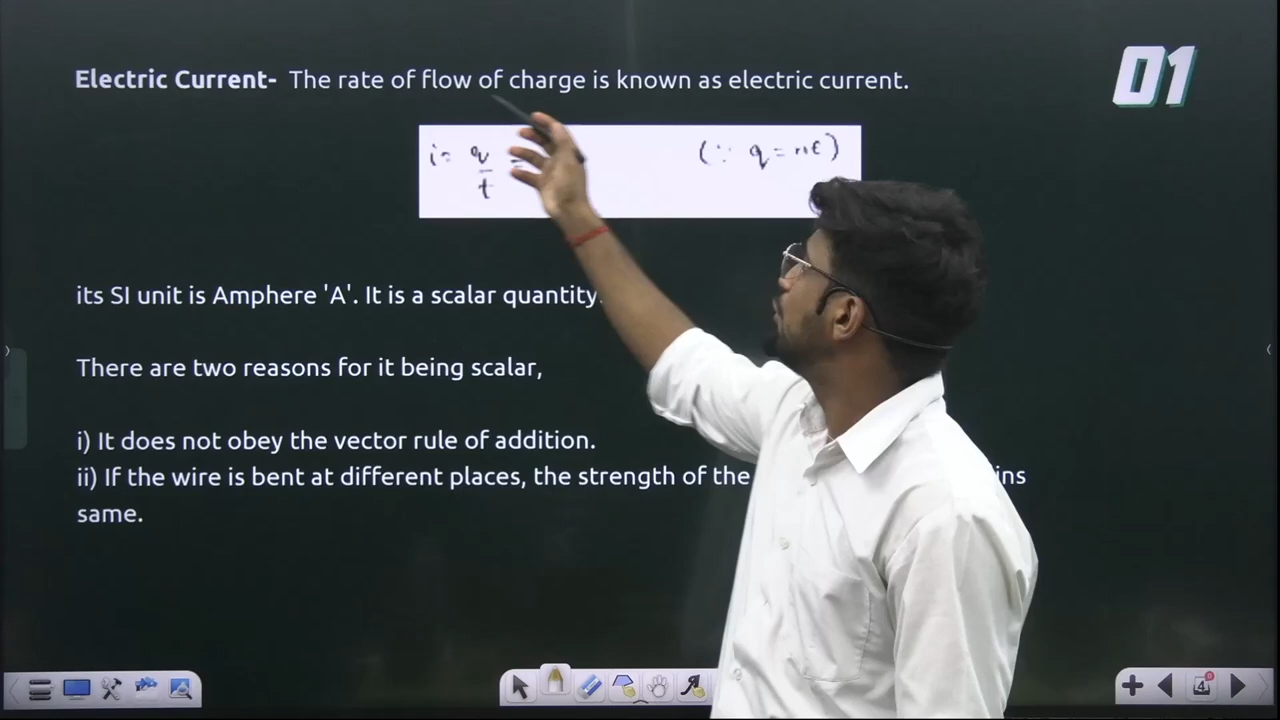 01
Electric Current- The rate of flow of charge is known as electric current.
i= q/t = (∵ q=ne)
its SI unit is Amphere 'A'. It is a scalar quantity.
There are two reasons for it being scalar,
i) It does not obey the vector rule of addition.
ii) If the wire is bent at different places, the strength of the
same.
4